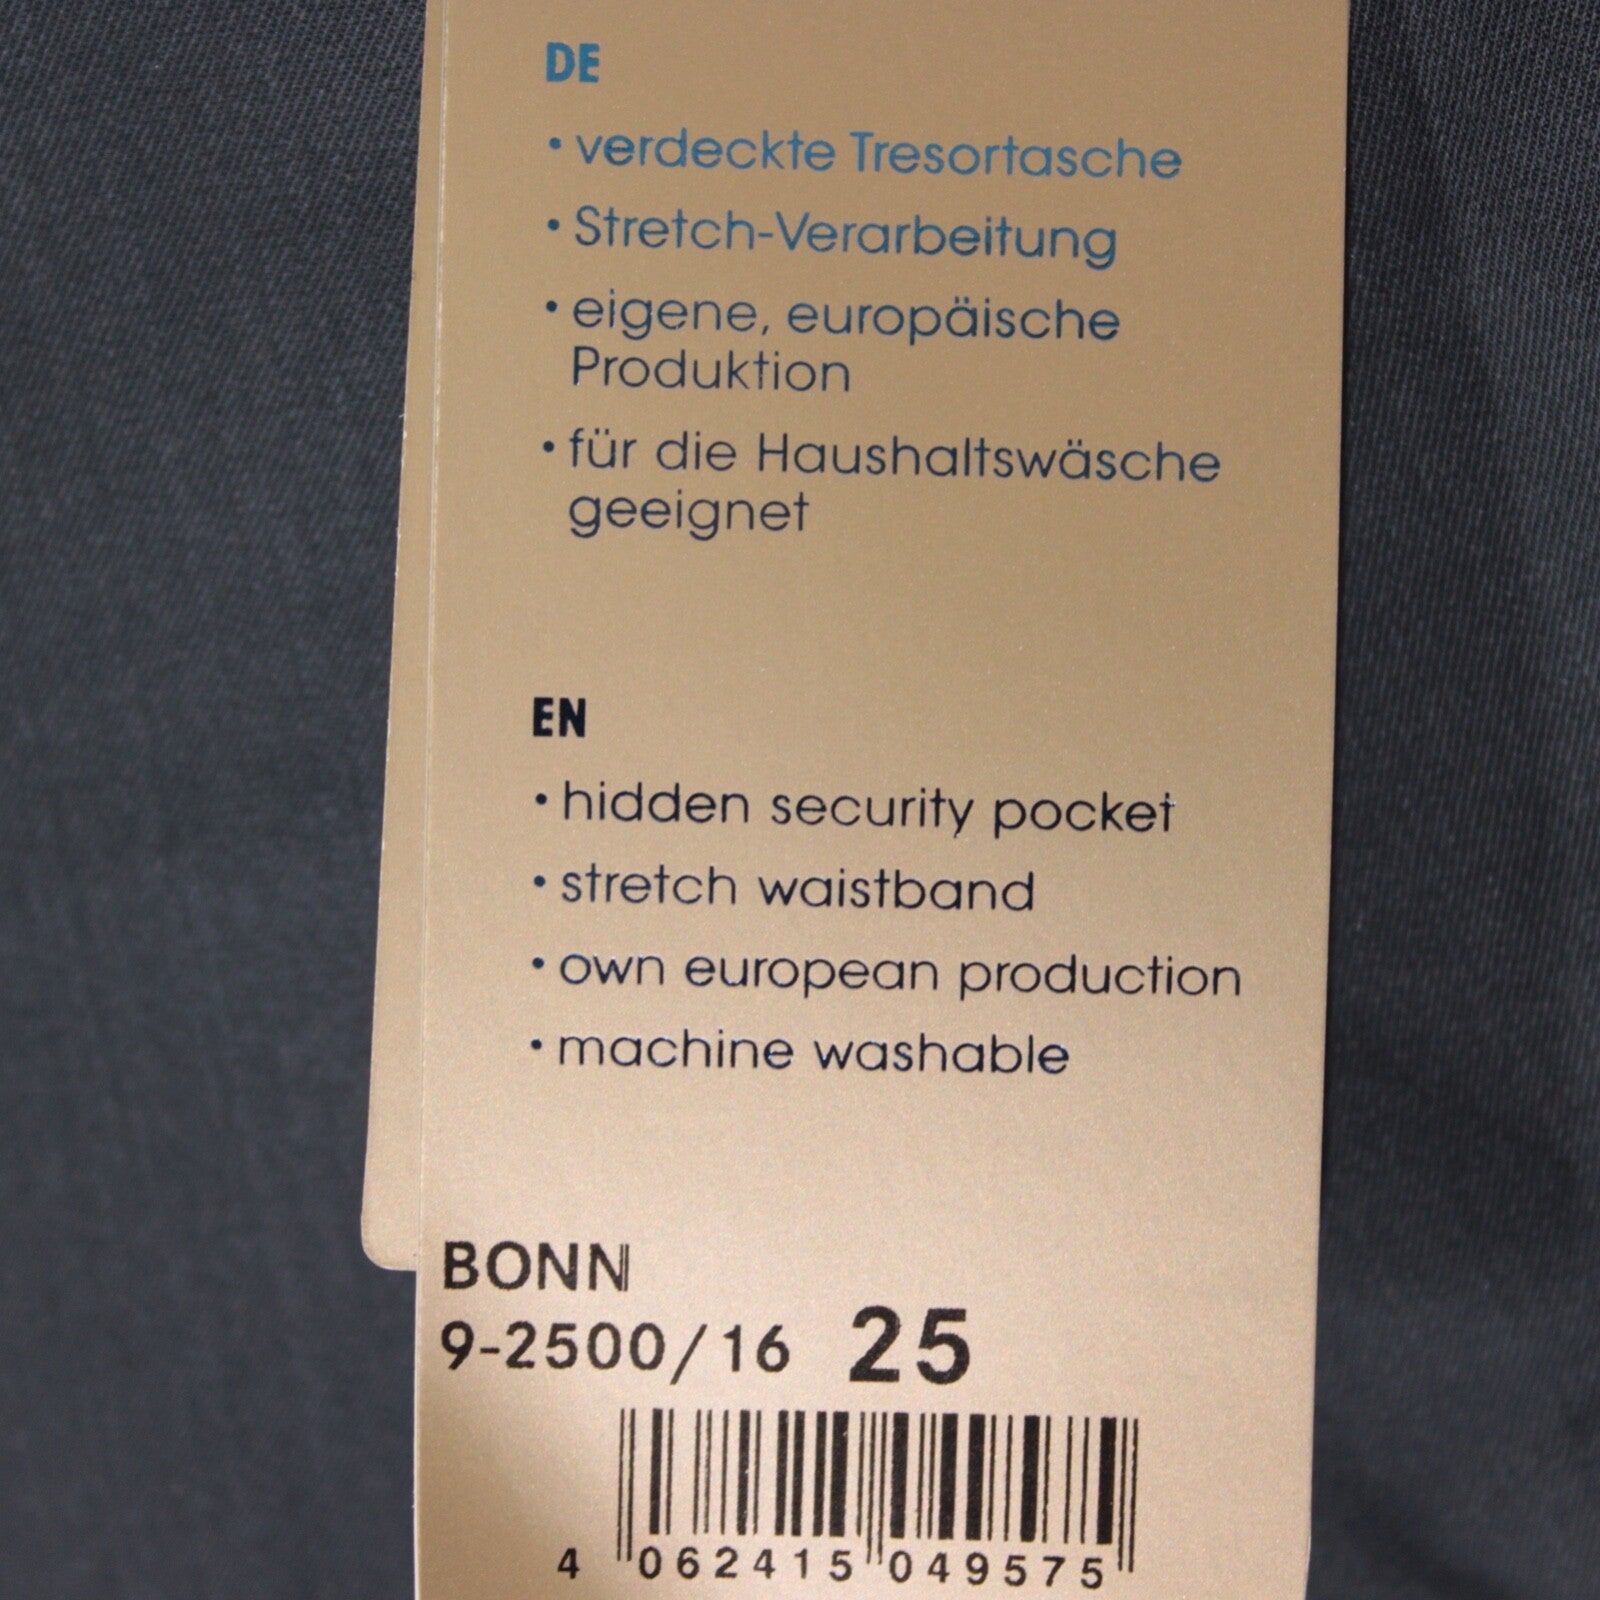 DE
• verdeckte Tresortasche
• Stretch-Verarbeitung
• eigene, europäische
Produktion
• für die Haushaltswäsche
geeignet
EN
• hidden security pocket
• stretch waistband
• own european production
• machine washable
BONN
9-2500/16 25
4 062415 049575